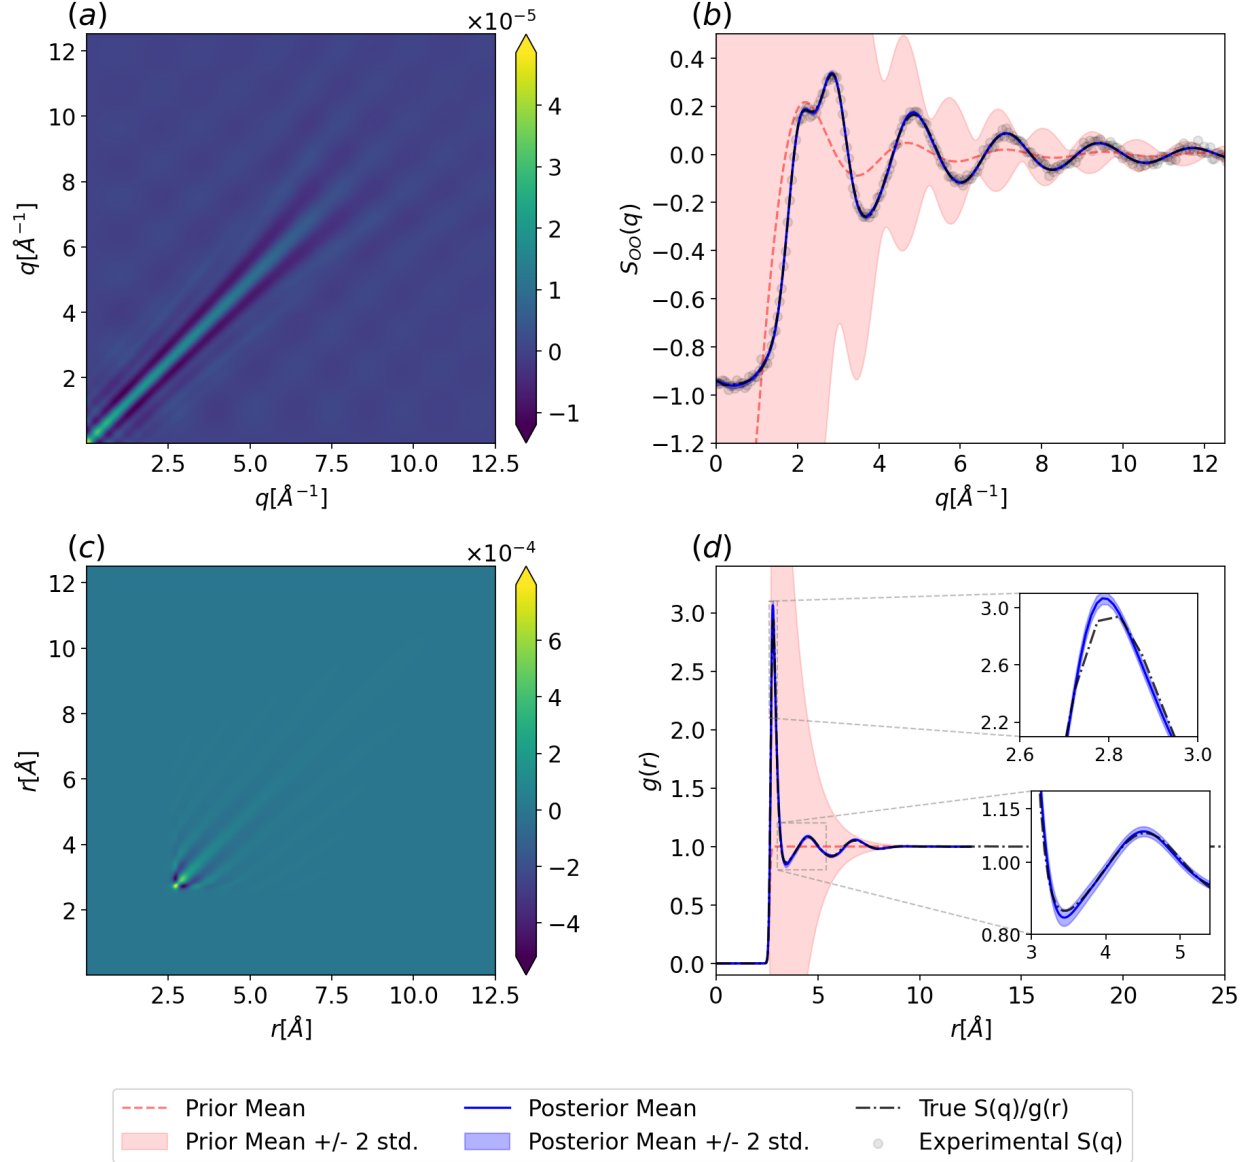 (a)
×10⁻⁵
12
10
8
6
4
2
q[Å⁻¹]
2.5 5.0 7.5 10.0 12.5
q[Å⁻¹]
4
3
2
1
0
−1
(b)
0.4
0.2
0.0
−0.2
−0.4
−0.6
−0.8
−1.0
−1.2
S_OO(q)
0 2 4 6 8 10 12
q[Å⁻¹]
(c)
×10⁻⁴
12
10
8
6
4
2
r[Å]
2.5 5.0 7.5 10.0 12.5
r[Å]
6
4
2
0
−2
−4
(d)
3.0
2.5
2.0
1.5
1.0
0.5
0.0
g(r)
0 5 10 15 20 25
r[Å]
3.0
2.6
2.2
2.6 2.8 3.0
1.15
1.00
0.80
3 4 5
Prior Mean
Prior Mean +/- 2 std.
Posterior Mean
Posterior Mean +/- 2 std.
True S(q)/g(r)
Experimental S(q)